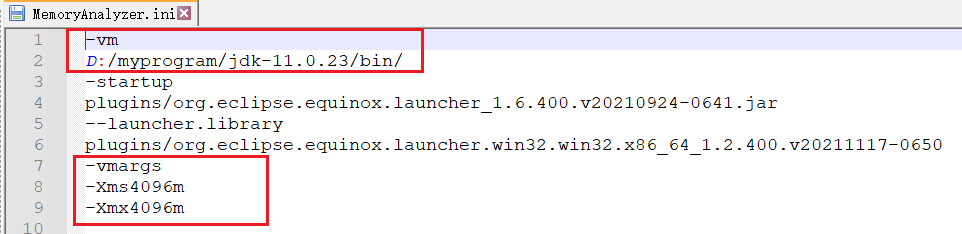 MemoryAnalyzer.ini
1 -vm
2 D:/myprogram/jdk-11.0.23/bin/
3 -startup
4 plugins/org.eclipse.equinox.launcher_1.6.400.v20210924-0641.jar
5 --launcher.library
6 plugins/org.eclipse.equinox.launcher.win32.win32.x86_64_1.2.400.v20211117-0650
7 -vmargs
8 -Xms4096m
9 -Xmx4096m
10